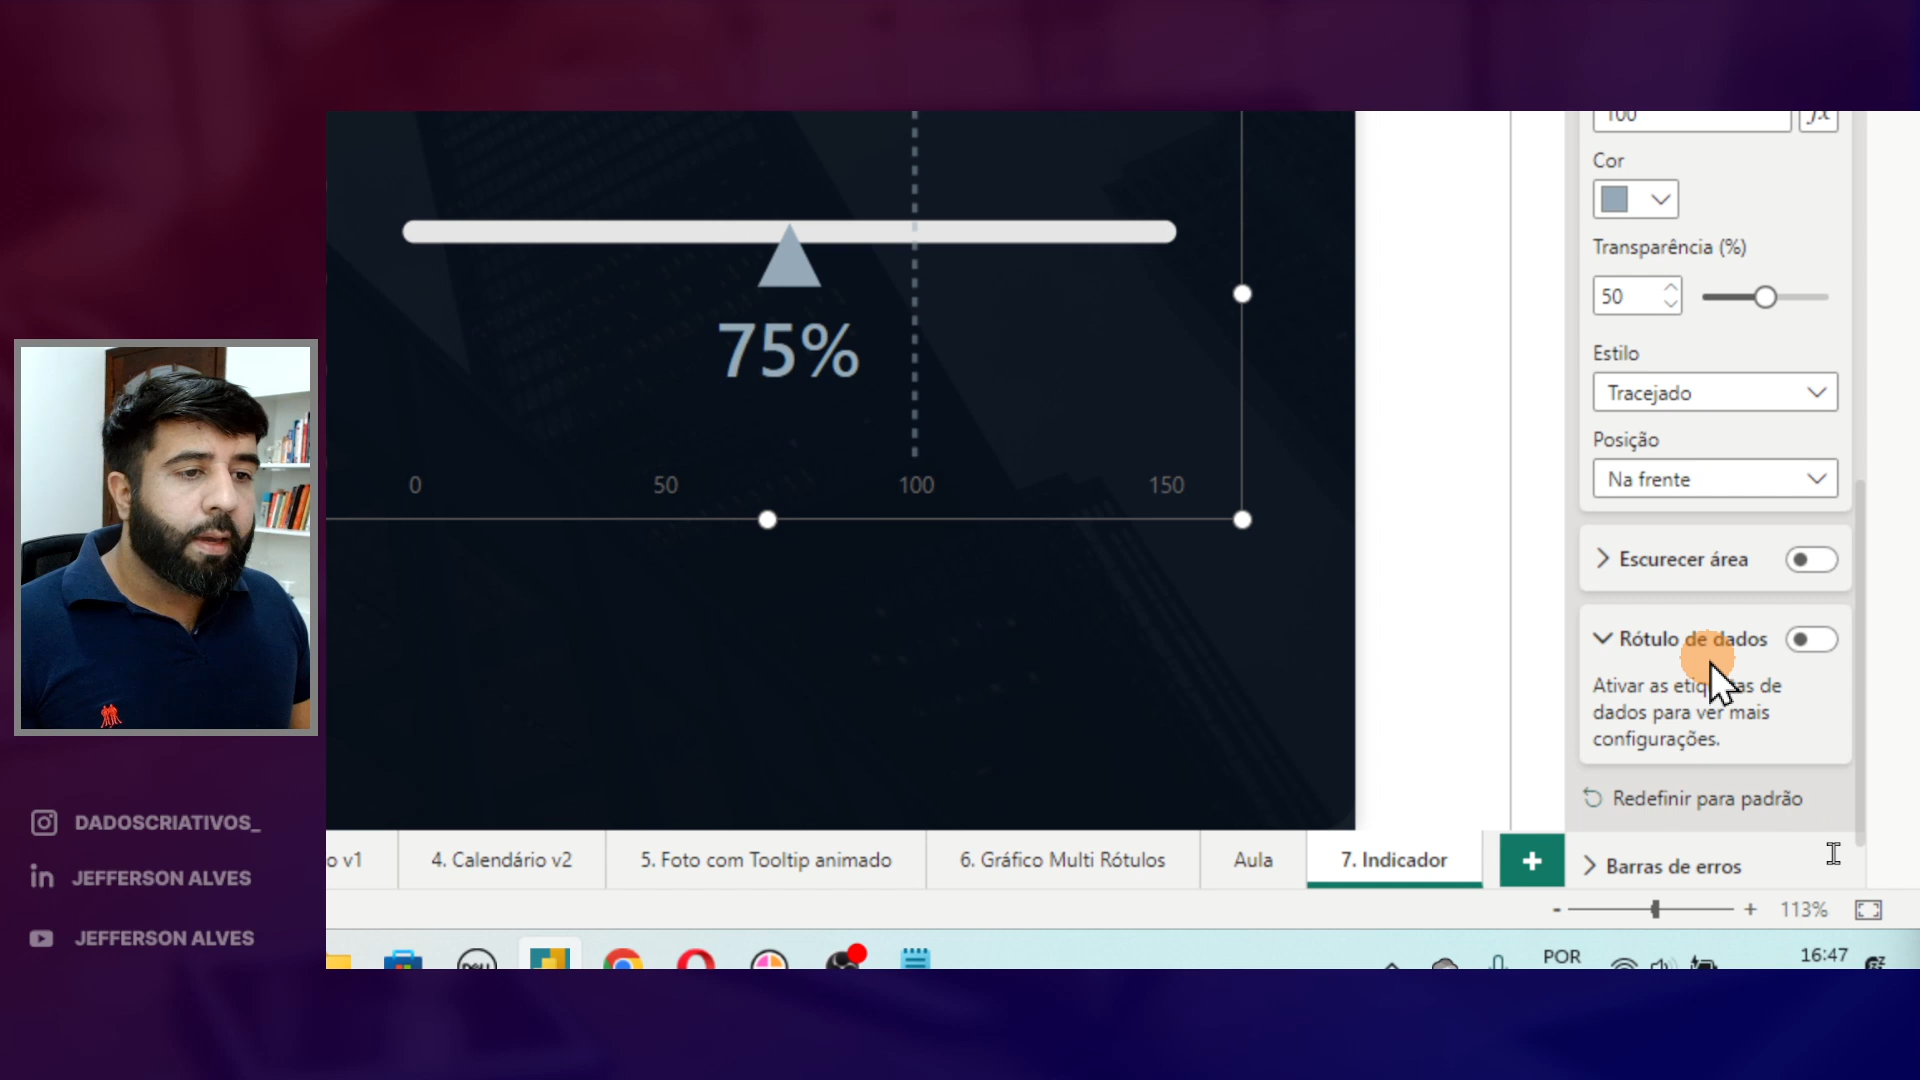 100
Cor
Transparência (%)
50
Estilo
Tracejado
Posição
Na frente
Escurecer área
Rótulo de dados
Ativar as etiquetas de
dados para ver mais
configurações.
Redefinir para padrão
Barras de erros
75%
0 50 100 150
DADOSCRIATIVOS_
JEFFERSON ALVES
JEFFERSON ALVES
o v1 4. Calendário v2 5. Foto com Tooltip animado 6. Gráfico Multi Rótulos Aula 7. Indicador +
- + 113%
POR 16:47